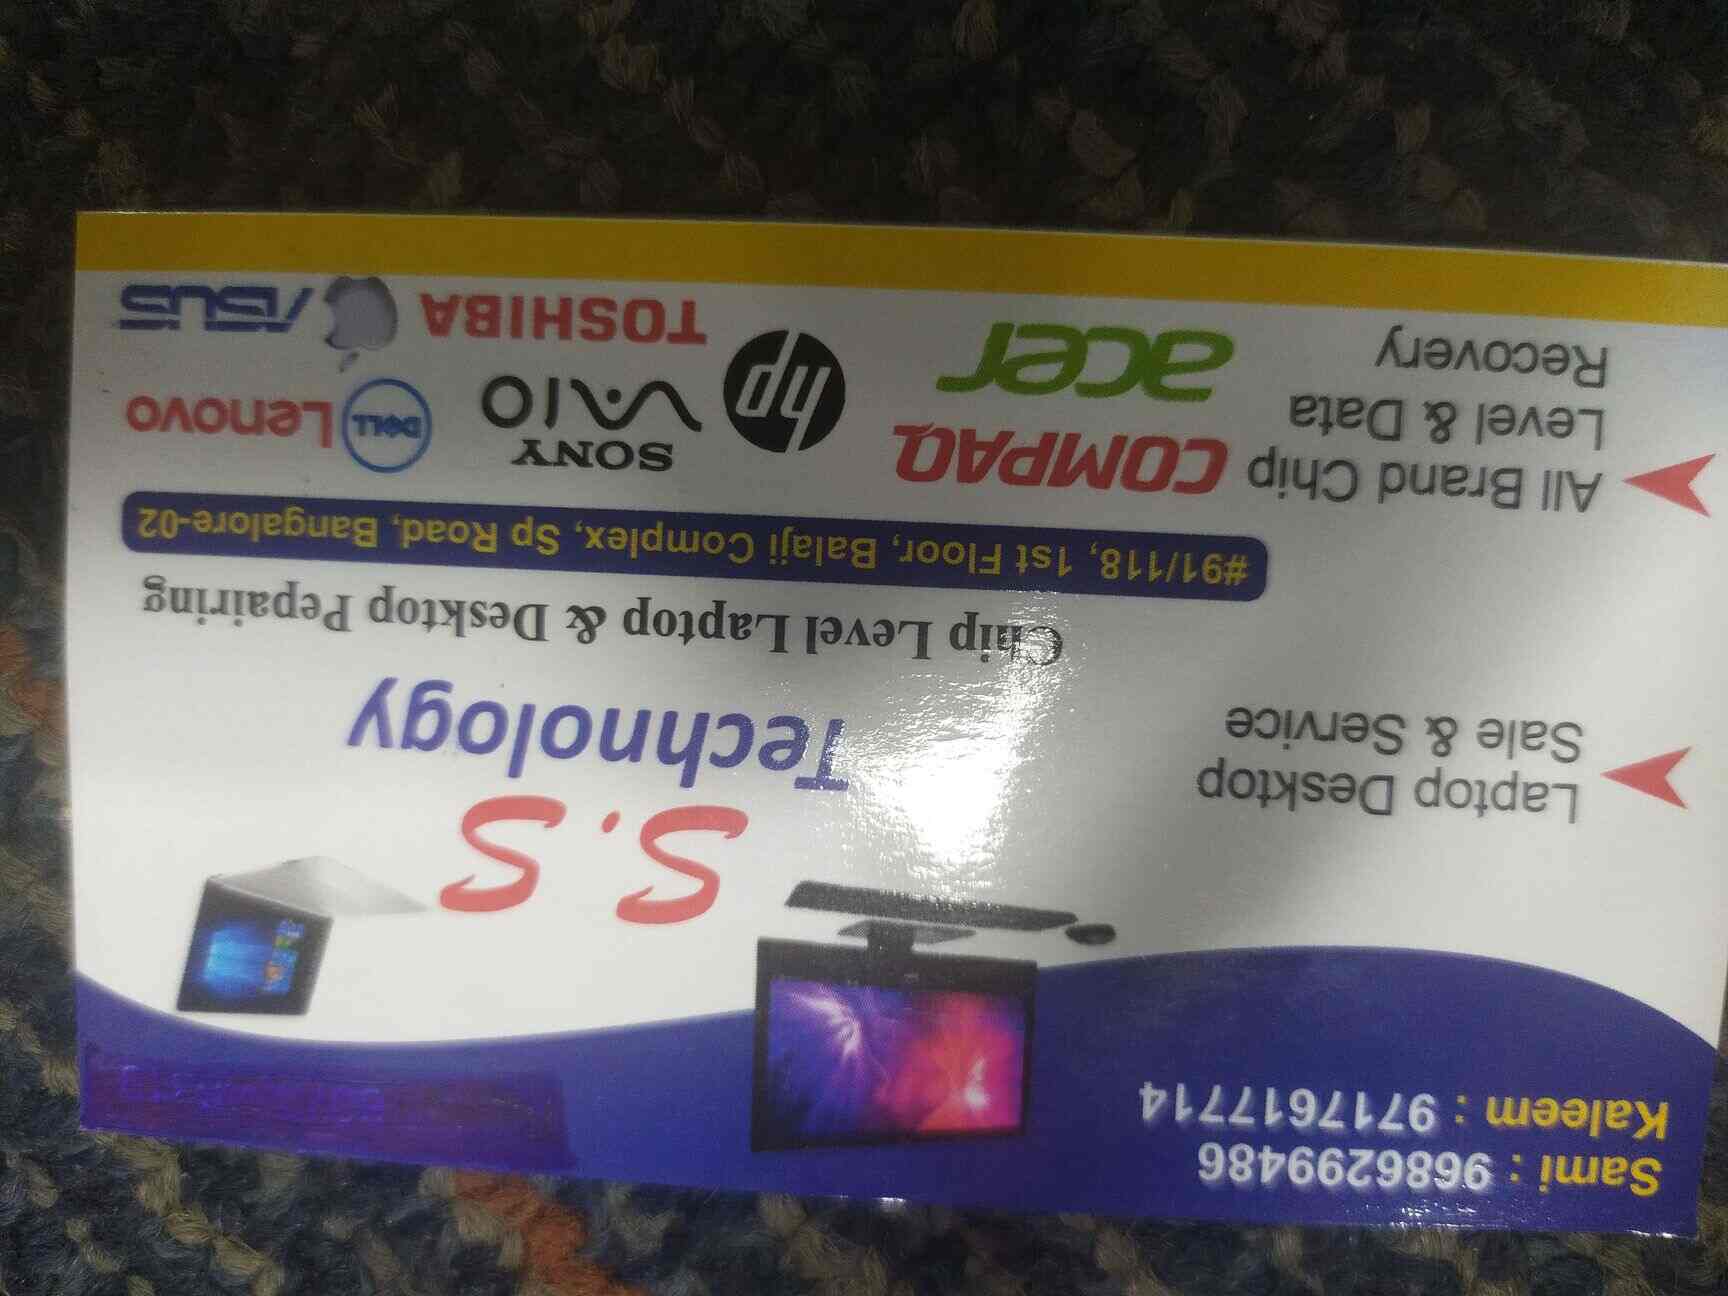 Sami : 9686299486
Kaleem : 97176177714
S.S
Technology
Laptop Desktop
Sale & Service
Chip Level Laptop & Desktop Pepairing
#91/118, 1st Floor, Balaji Complex, Sp Road, Bangalore-02
All Brand Chip
Level & Data
Recovery
COMPAQ
acer
hp
SONY
VAIO
DELL
Lenovo
TOSHIBA
ASUS